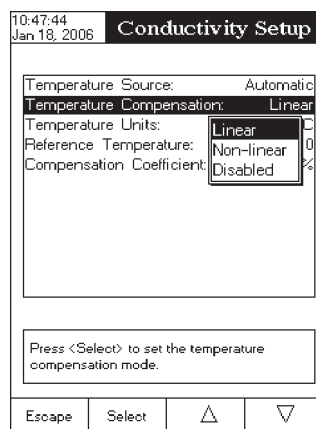 10:47:44
Jan 18, 2006
Conductivity Setup
Temperature Source: Automatic
Temperature Compensation: Linear
Temperature Units: C
Reference Temperature: 0
Compensation Coefficient: %
Linear
Non-linear
Disabled
Press <Select> to set the temperature
compensation mode.
Escape Select △ ▽